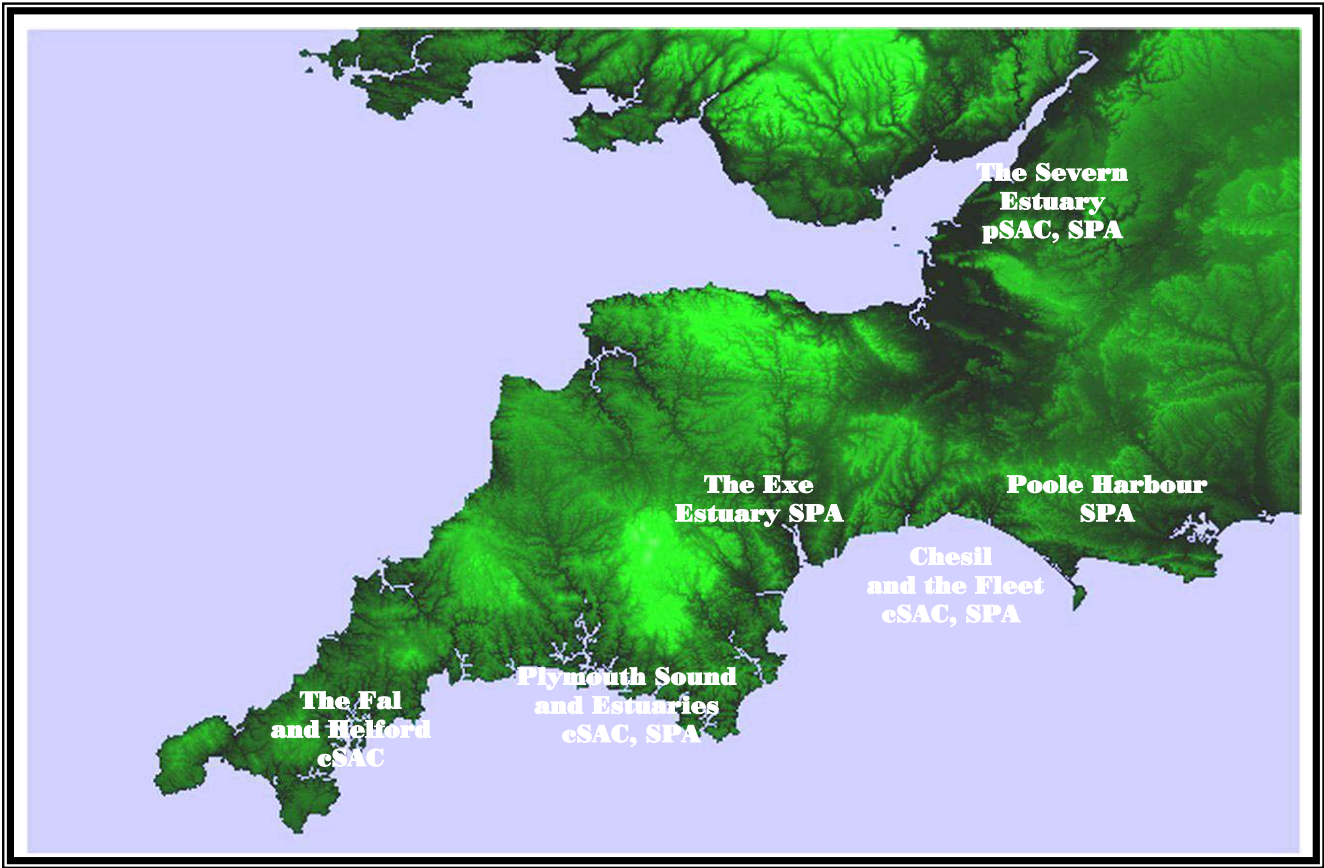 The Severn
Estuary
pSAC, SPA
The Exe
Estuary SPA
Poole Harbour
SPA
Chesil
and the Fleet
cSAC, SPA
Plymouth Sound
and Estuaries
cSAC, SPA
The Fal
and Helford
cSAC